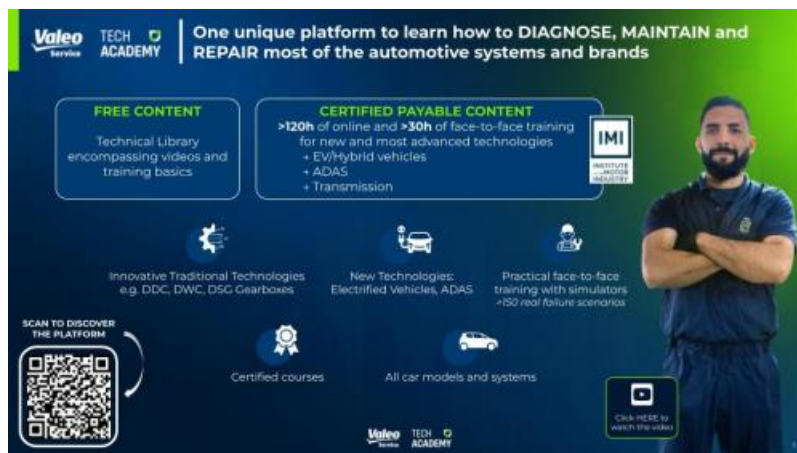 Valeo
Service
TECH
ACADEMY
One unique platform to learn how to DIAGNOSE, MAINTAIN and
REPAIR most of the automotive systems and brands
FREE CONTENT
Technical Library
encompassing videos and
training basics
CERTIFIED PAYABLE CONTENT
>120h of online and >30h of face-to-face training
for new and most advanced technologies
+ EV/Hybrid vehicles
+ ADAS
+ Transmission
IMI
INSTITUTE
OF THE MOTOR
INDUSTRY
Innovative Traditional Technologies
e.g. DDC, DWC, DSG Gearboxes
New Technologies:
Electrified Vehicles, ADAS
Practical face-to-face
training with simulators
>150 real failure scenarios
SCAN TO DISCOVER
THE PLATFORM
Certified courses
All car models and systems
Click HERE to
watch the video
Valeo
Service
TECH
ACADEMY